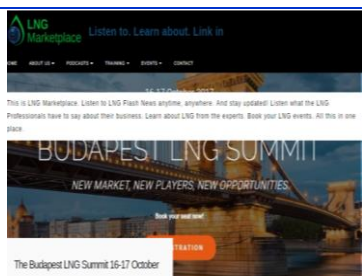 LNG
Marketplace
Listen to. Learn about. Link in
HOME ABOUT US PODCASTS TRAINING EVENTS CONTACT
16-17 October 2017
This is LNG Marketplace. Listen to LNG Flash News anytime, anywhere. And stay updated! Listen what the LNG
Professionals have to say about their business. Learn about LNG from the experts. Book your LNG events. All this in one
place.
BUDAPEST LNG SUMMIT
NEW MARKET, NEW PLAYERS, NEW OPPORTUNITIES.
Book your seat now!
The Budapest LNG Summit 16-17 October